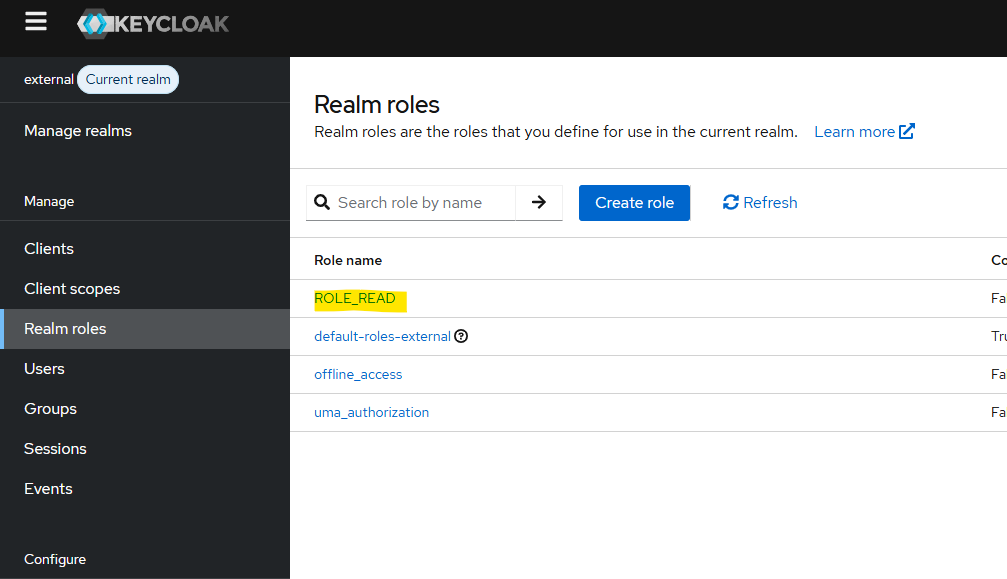 KEYCLOAK
external Current realm
Manage realms
Manage
Clients
Client scopes
Realm roles
Users
Groups
Sessions
Events
Configure
Realm roles
Realm roles are the roles that you define for use in the current realm. Learn more
Search role by name Create role Refresh
Role name Co
ROLE_READ Fa
default-roles-external Tru
offline_access Fa
uma_authorization Fa